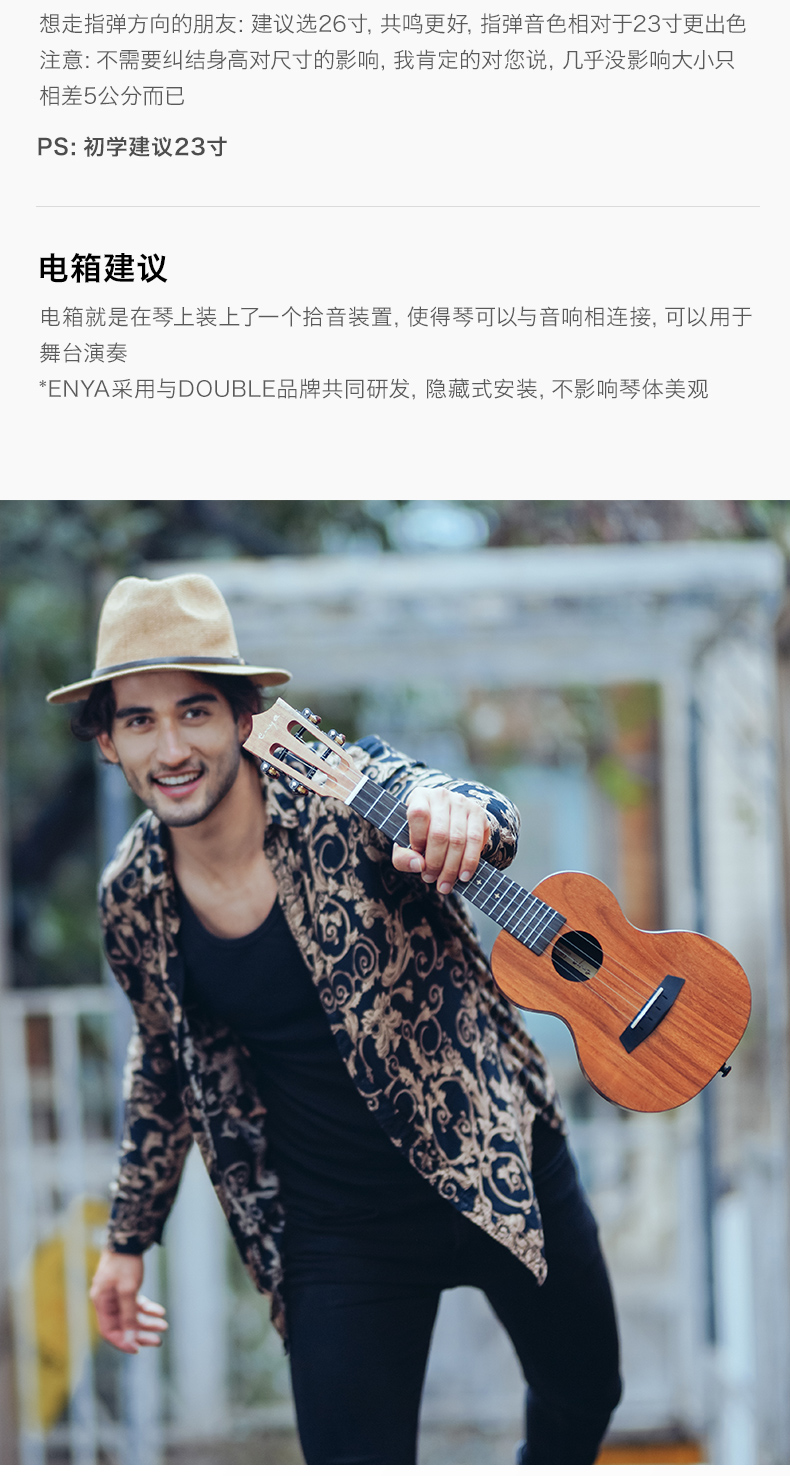 想走指弹方向的朋友: 建议选26寸, 共鸣更好, 指弹音色相对于23寸更出色
注意: 不需要纠结身高对尺寸的影响, 我肯定的对您说, 几乎没影响大小只
相差5公分而已
PS: 初学建议23寸
电箱建议
电箱就是在琴上装上了一个拾音装置, 使得琴可以与音响相连接, 可以用于
舞台演奏
*ENYA采用与DOUBLE品牌共同研发, 隐藏式安装, 不影响琴体美观
enya